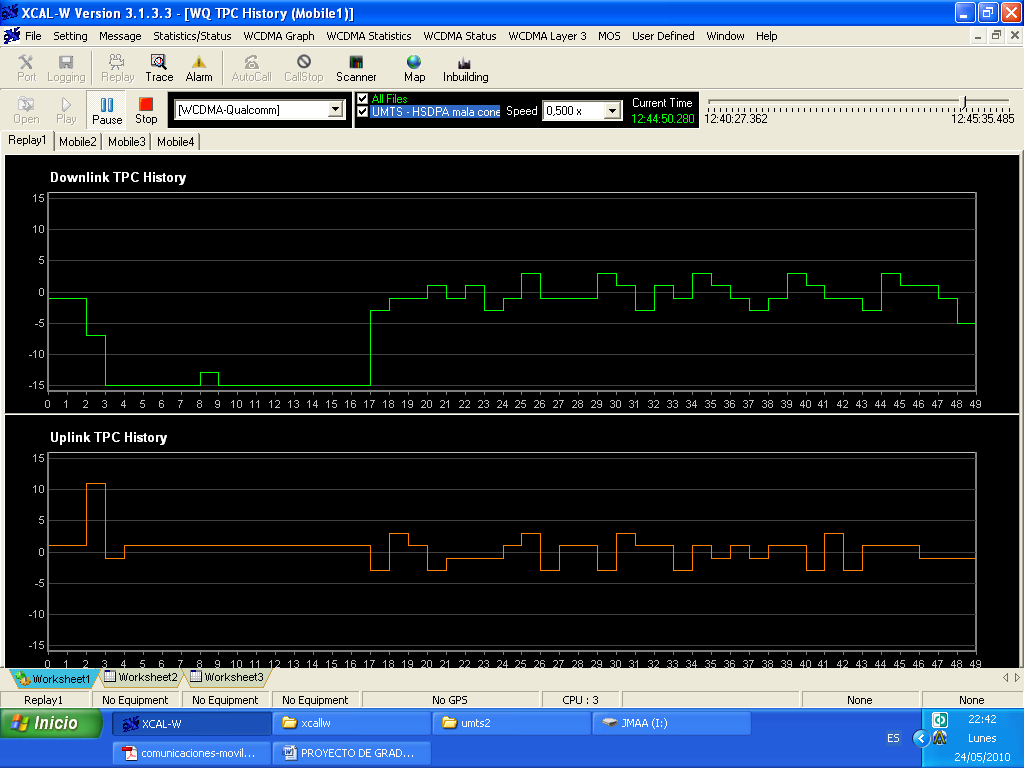 XCAL-W Version 3.1.3.3 - [WQ TPC History (Mobile1)]
File Setting Message Statistics/Status WCDMA Graph WCDMA Statistics WCDMA Status WCDMA Layer 3 MOS User Defined Window Help
Port Logging Replay Trace Alarm AutoCall CallStop Scanner Map Inbuilding
Open Play Pause Stop [WCDMA-Qualcomm] All Files Speed 0,500 x Current Time
UMTS - HSDPA mala cone 12:44:50.280 12:40:27.362 12:45:35.485
Replay1 Mobile2 Mobile3 Mobile4
Downlink TPC History
15
10
5
0
-5
-10
-15
0 1 2 3 4 5 6 7 8 9 10 11 12 13 14 15 16 17 18 19 20 21 22 23 24 25 26 27 28 29 30 31 32 33 34 35 36 37 38 39 40 41 42 43 44 45 46 47 48 49
Uplink TPC History
15
10
5
0
-5
-10
-15
0 1 2 3 4 5 6 7 8 9 10 11 12 13 14 15 16 17 18 19 20 21 22 23 24 25 26 27 28 29 30 31 32 33 34 35 36 37 38 39 40 41 42 43 44 45 46 47 48 49
Worksheet1 Worksheet2 Worksheet3
Replay1 No Equipment No Equipment No Equipment No GPS CPU : 3 None None
Inicio XCAL-W xcallw umts2 JMAA (I:) 22:42
ES Lunes
comunicaciones-movil... PROYECTO DE GRAD... 24/05/2010